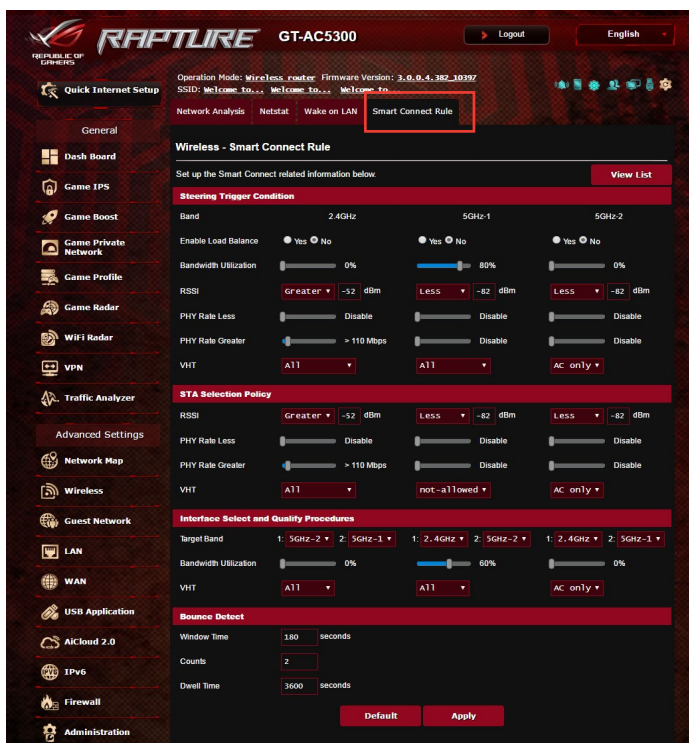 REPUBLIC OF GAMERS
RAPTURE GT-AC5300 Logout English
Quick Internet Setup
General
Dash Board
Game IPS
Game Boost
Game Private Network
Game Profile
Game Radar
WiFi Radar
VPN
Traffic Analyzer
Advanced Settings
Network Map
Wireless
Guest Network
LAN
WAN
USB Application
AiCloud 2.0
IPv6
Firewall
Administration
Operation Mode: Wireless router Firmware Version: 3.0.0.4.382_10397
SSID: Welcome to... Welcome to... Welcome to...
Network Analysis Netstat Wake on LAN Smart Connect Rule
Wireless - Smart Connect Rule
Set up the Smart Connect related information below. View List
Steering Trigger Condition
Band 2.4GHz 5GHz-1 5GHz-2
Enable Load Balance Yes No Yes No Yes No
Bandwidth Utilization 0% 80% 0%
RSSI Greater -52 dBm Less -82 dBm Less -82 dBm
PHY Rate Less Disable Disable Disable
PHY Rate Greater > 110 Mbps Disable Disable
VHT All All AC only
STA Selection Policy
RSSI Greater -52 dBm Less -82 dBm Less -82 dBm
PHY Rate Less Disable Disable Disable
PHY Rate Greater > 110 Mbps Disable Disable
VHT All not-allowed AC only
Interface Select and Quality Procedures
Target Band 1: 5GHz-2 2: 5GHz-1 1: 2.4GHz 2: 5GHz-2 1: 2.4GHz 2: 5GHz-1
Bandwidth Utilization 0% 60% 0%
VHT All All AC only
Bounce Detect
Window Time 180 seconds
Counts 2
Dwell Time 3600 seconds
Default Apply